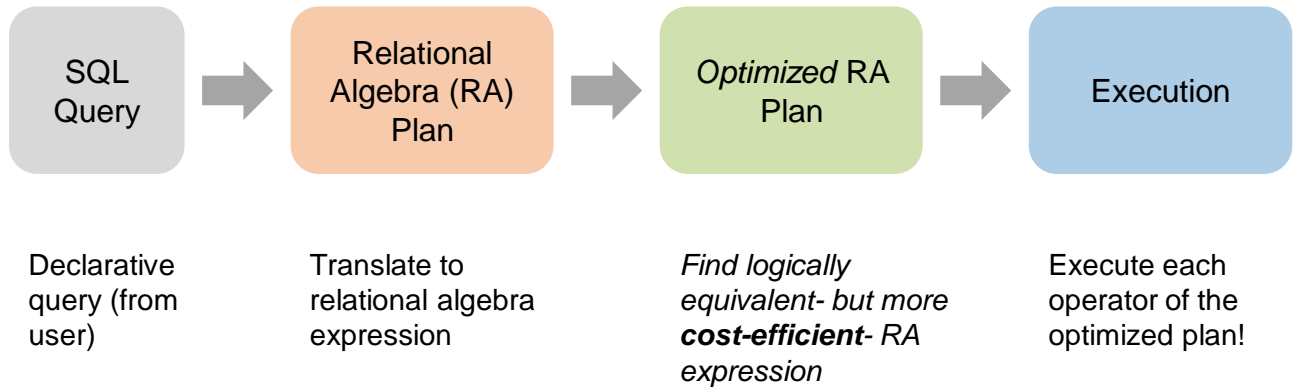 SQL
Query
Relational
Algebra (RA)
Plan
Optimized RA
Plan
Execution
Declarative
query (from
user)
Translate to
relational algebra
expression
Find logically
equivalent- but more
cost-efficient- RA
expression
Execute each
operator of the
optimized plan!